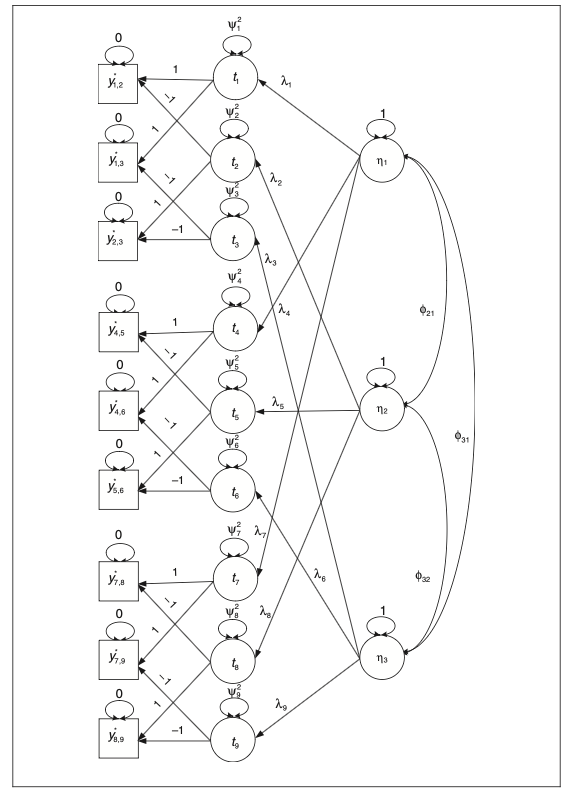 ψ₁²
0
1
y*₁,₂
t₁
λ₁
–1
ψ₂²
0
1
1
y*₁,₃
t₂
η₁
–1
λ₂
ψ₃²
0
1
y*₂,₃
–1
t₃
λ₃
ψ₄²
0
1
y*₄,₅
t₄
λ₄
ϕ₂₁
–1
ψ₅²
0
1
1
y*₄,₆
t₅
λ₅
η₂
–1
ψ₆²
0
1
ϕ₃₁
y*₅,₆
–1
t₆
ψ₇²
λ₇
0
1
y*₇,₈
t₇
λ₆
ϕ₃₂
–1
ψ₈²
λ₈
0
1
1
y*₇,₉
t₈
η₃
–1
ψ₉²
0
1
λ₉
y*₈,₉
–1
t₉